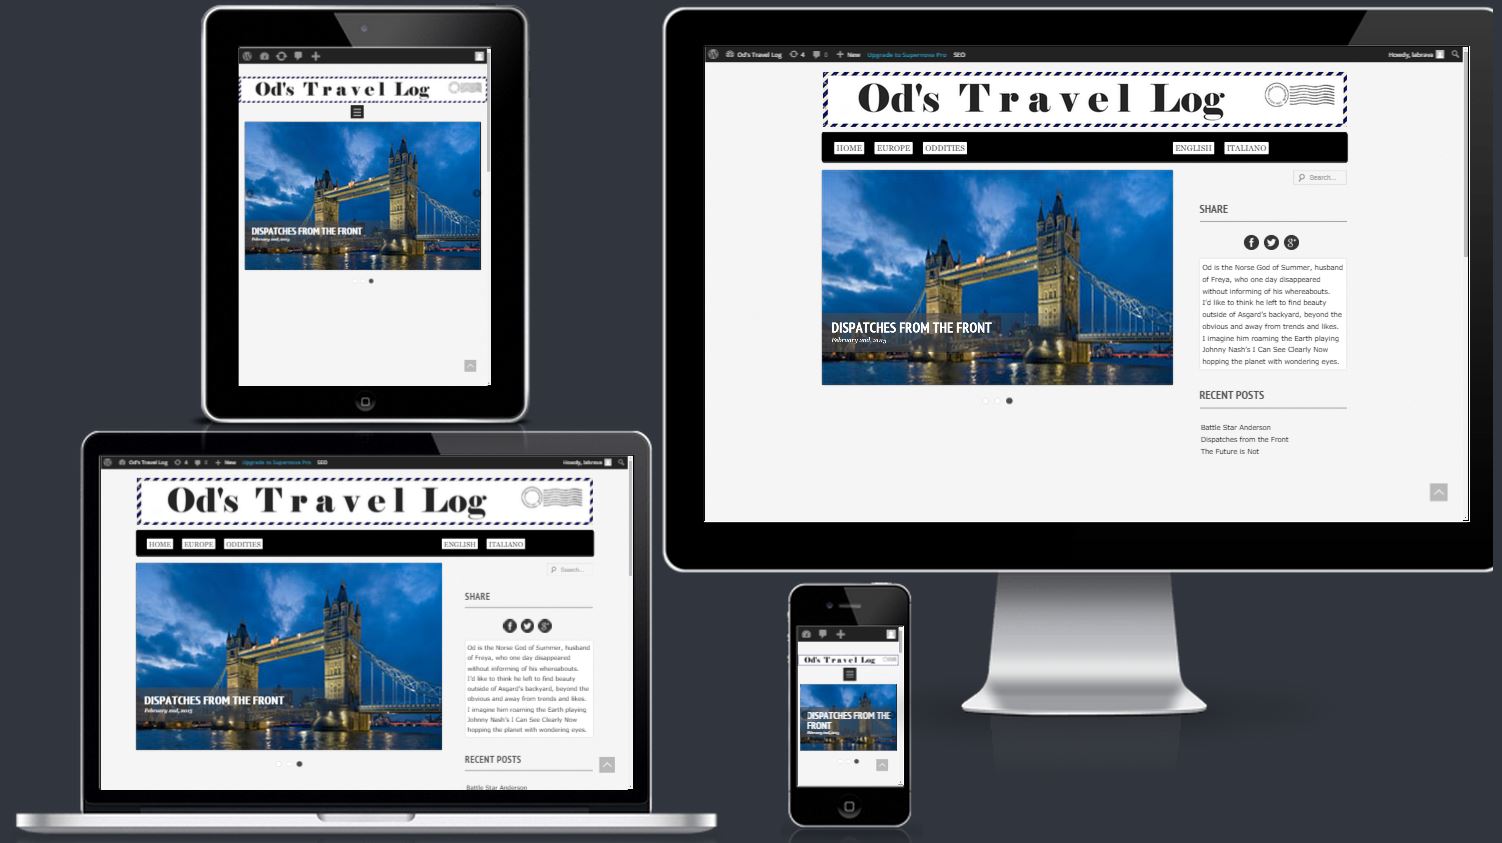 Od's Travel Log
DISPATCHES FROM THE FRONT
February 2nd, 2015
Od's Travel Log 4 0 New Upgrade to Supernova Pro SEO Howdy, labrava
Od's Travel Log
HOME EUROPE ODDITIES ENGLISH ITALIANO
Search...
SHARE
Od is the Norse God of Summer, husband
of Freya, who one day disappeared
without informing of his whereabouts.
I'd like to think he left to find beauty
outside of Asgard's backyard, beyond the
obvious and away from trends and likes.
I imagine him roaming the Earth playing
Johnny Nash's I Can See Clearly Now
hopping the planet with wondering eyes.
DISPATCHES FROM THE FRONT
February 2nd, 2015
RECENT POSTS
Battle Star Anderson
Dispatches from the Front
The Future is Not
Od's Travel Log 4 0 New Upgrade to Supernova Pro SEO Howdy, labrava
Od's Travel Log
HOME EUROPE ODDITIES ENGLISH ITALIANO
Search...
SHARE
Od is the Norse God of Summer, husband
of Freya, who one day disappeared
without informing of his whereabouts.
I'd like to think he left to find beauty
outside of Asgard's backyard, beyond the
obvious and away from trends and likes.
I imagine him roaming the Earth playing
Johnny Nash's I Can See Clearly Now
hopping the planet with wondering eyes.
DISPATCHES FROM THE FRONT
February 2nd, 2015
RECENT POSTS
Battle Star Anderson
Od's Travel Log
DISPATCHES FROM THE
FRONT
February 2nd, 2015